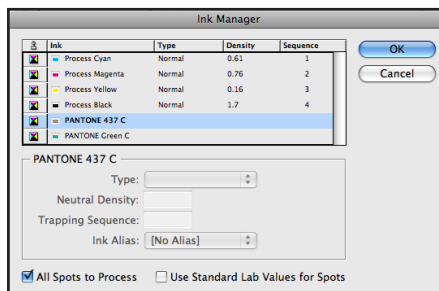 Ink Manager
Ink Type Density Sequence
Process Cyan Normal 0.61 1
Process Magenta Normal 0.76 2
Process Yellow Normal 0.16 3
Process Black Normal 1.7 4
PANTONE 437 C
PANTONE Green C
OK
Cancel
PANTONE 437 C
Type:
Neutral Density:
Trapping Sequence:
Ink Alias: [No Alias]
All Spots to Process Use Standard Lab Values for Spots